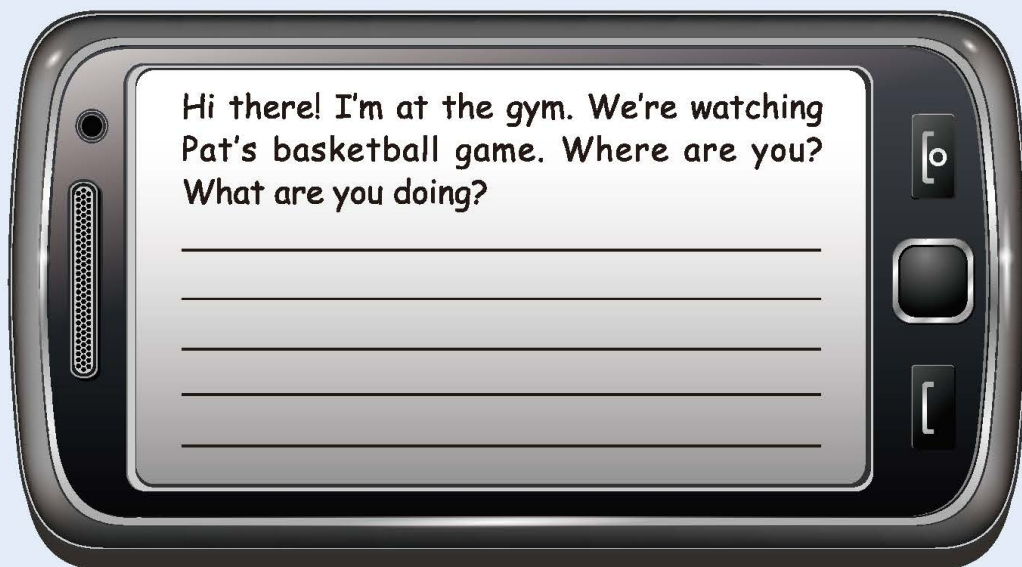 Hi there! I'm at the gym. We're watching
Pat's basketball game. Where are you?
What are you doing?